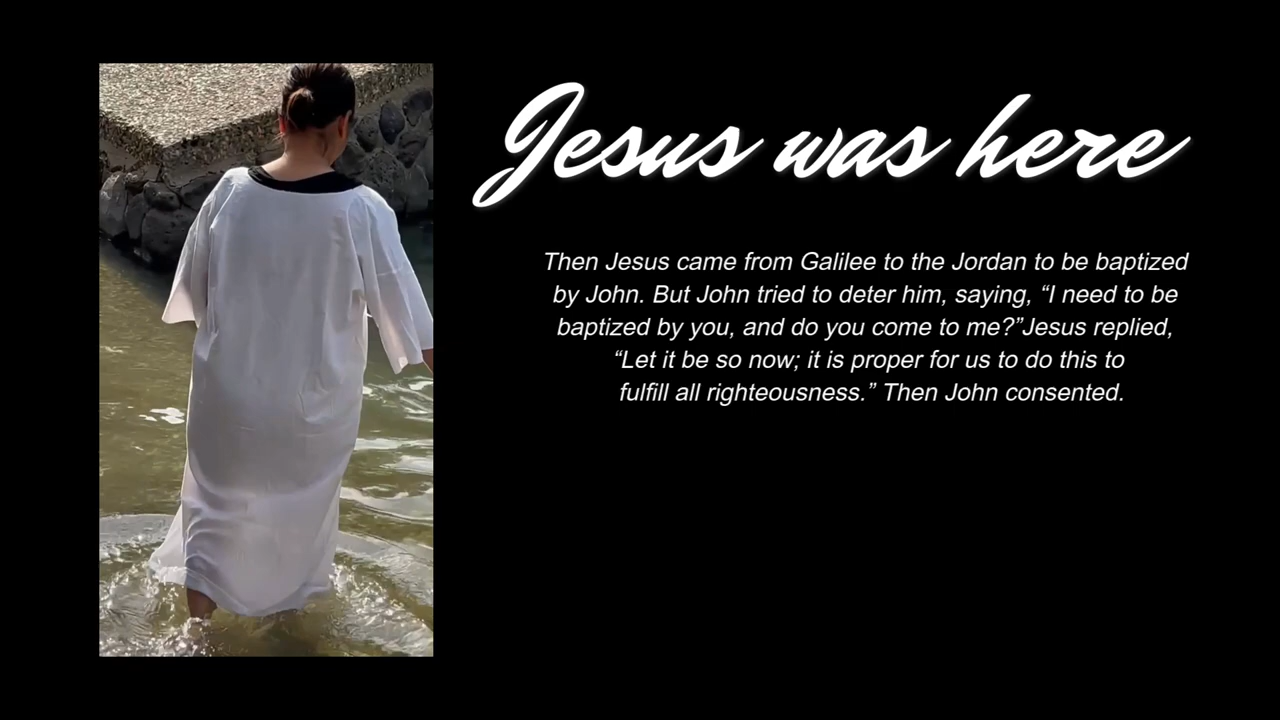 Jesus was here
Then Jesus came from Galilee to the Jordan to be baptized
by John. But John tried to deter him, saying, “I need to be
baptized by you, and do you come to me?”Jesus replied,
“Let it be so now; it is proper for us to do this to
fulfill all righteousness.” Then John consented.